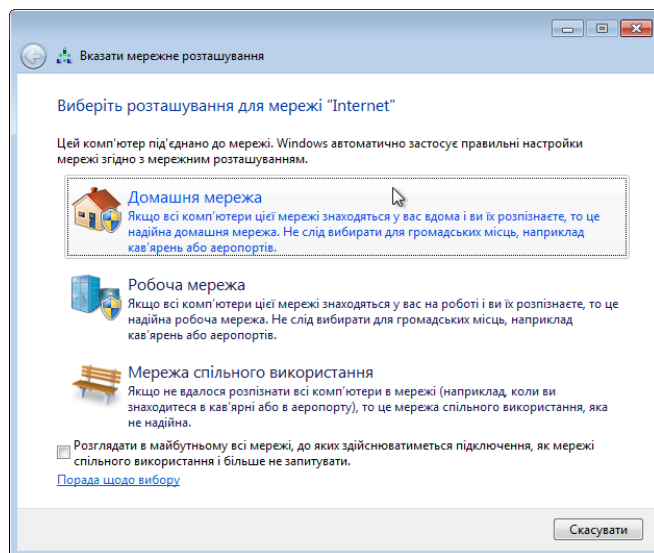 Вказати мережне розташування
Виберіть розташування для мережі "Internet"
Цей комп'ютер під'єднано до мережі. Windows автоматично застосує правильні настройки
мережі згідно з мережним розташуванням.
Домашня мережа
Якщо всі комп'ютери цієї мережі знаходяться у вас вдома і ви їх розпізнаєте, то це
надійна домашня мережа. Не слід вибирати для громадських місць, наприклад
кав'ярень або аеропортів.
Робоча мережа
Якщо всі комп'ютери цієї мережі знаходяться у вас на роботі і ви їх розпізнаєте, то це
надійна робоча мережа. Не слід вибирати для громадських місць, наприклад
кав'ярень або аеропортів.
Мережа спільного використання
Якщо не вдалося розпізнати всі комп'ютери в мережі (наприклад, коли ви
знаходитеся в кав'ярні або в аеропорту), то це мережа спільного використання, яка
не надійна.
Розглядати в майбутньому всі мережі, до яких здійснюватиметься підключення, як мережі
спільного використання і більше не запитувати.
Порада щодо вибору
Скасувати